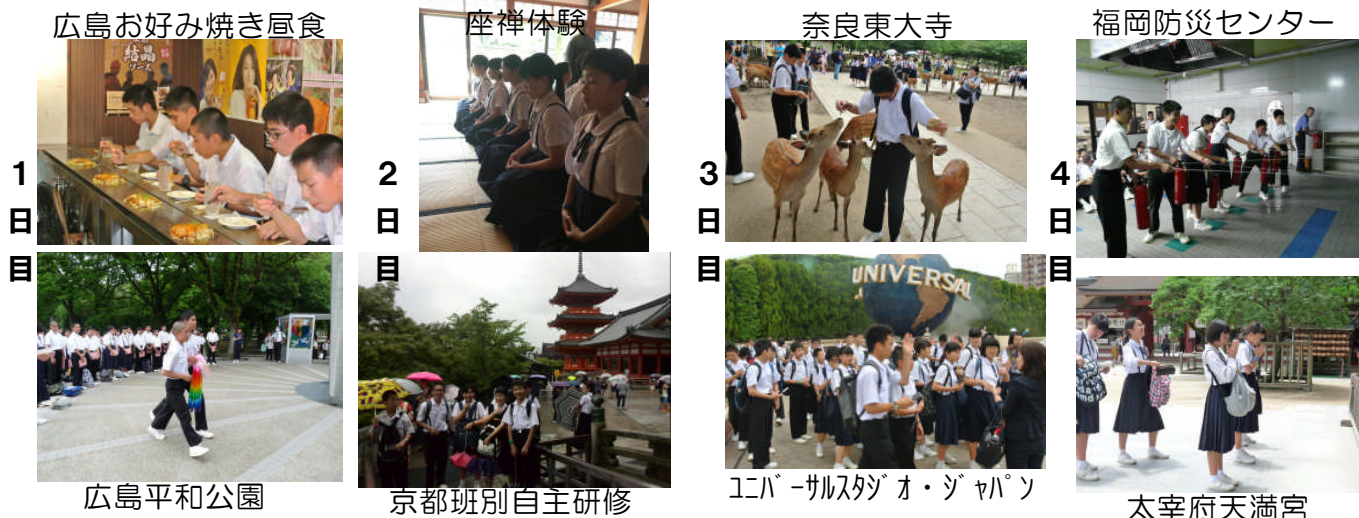 広島お好み焼き昼食
座禅体験
奈良東大寺
福岡防災センター
結晶
1日目
2日目
3日目
4日目
UNIVERSAL
広島平和公園
京都班別自主研修
ﾕﾆﾊﾞｰｻﾙｽﾀｼﾞｵ・ｼﾞｬﾊﾟﾝ
太宰府天満宮